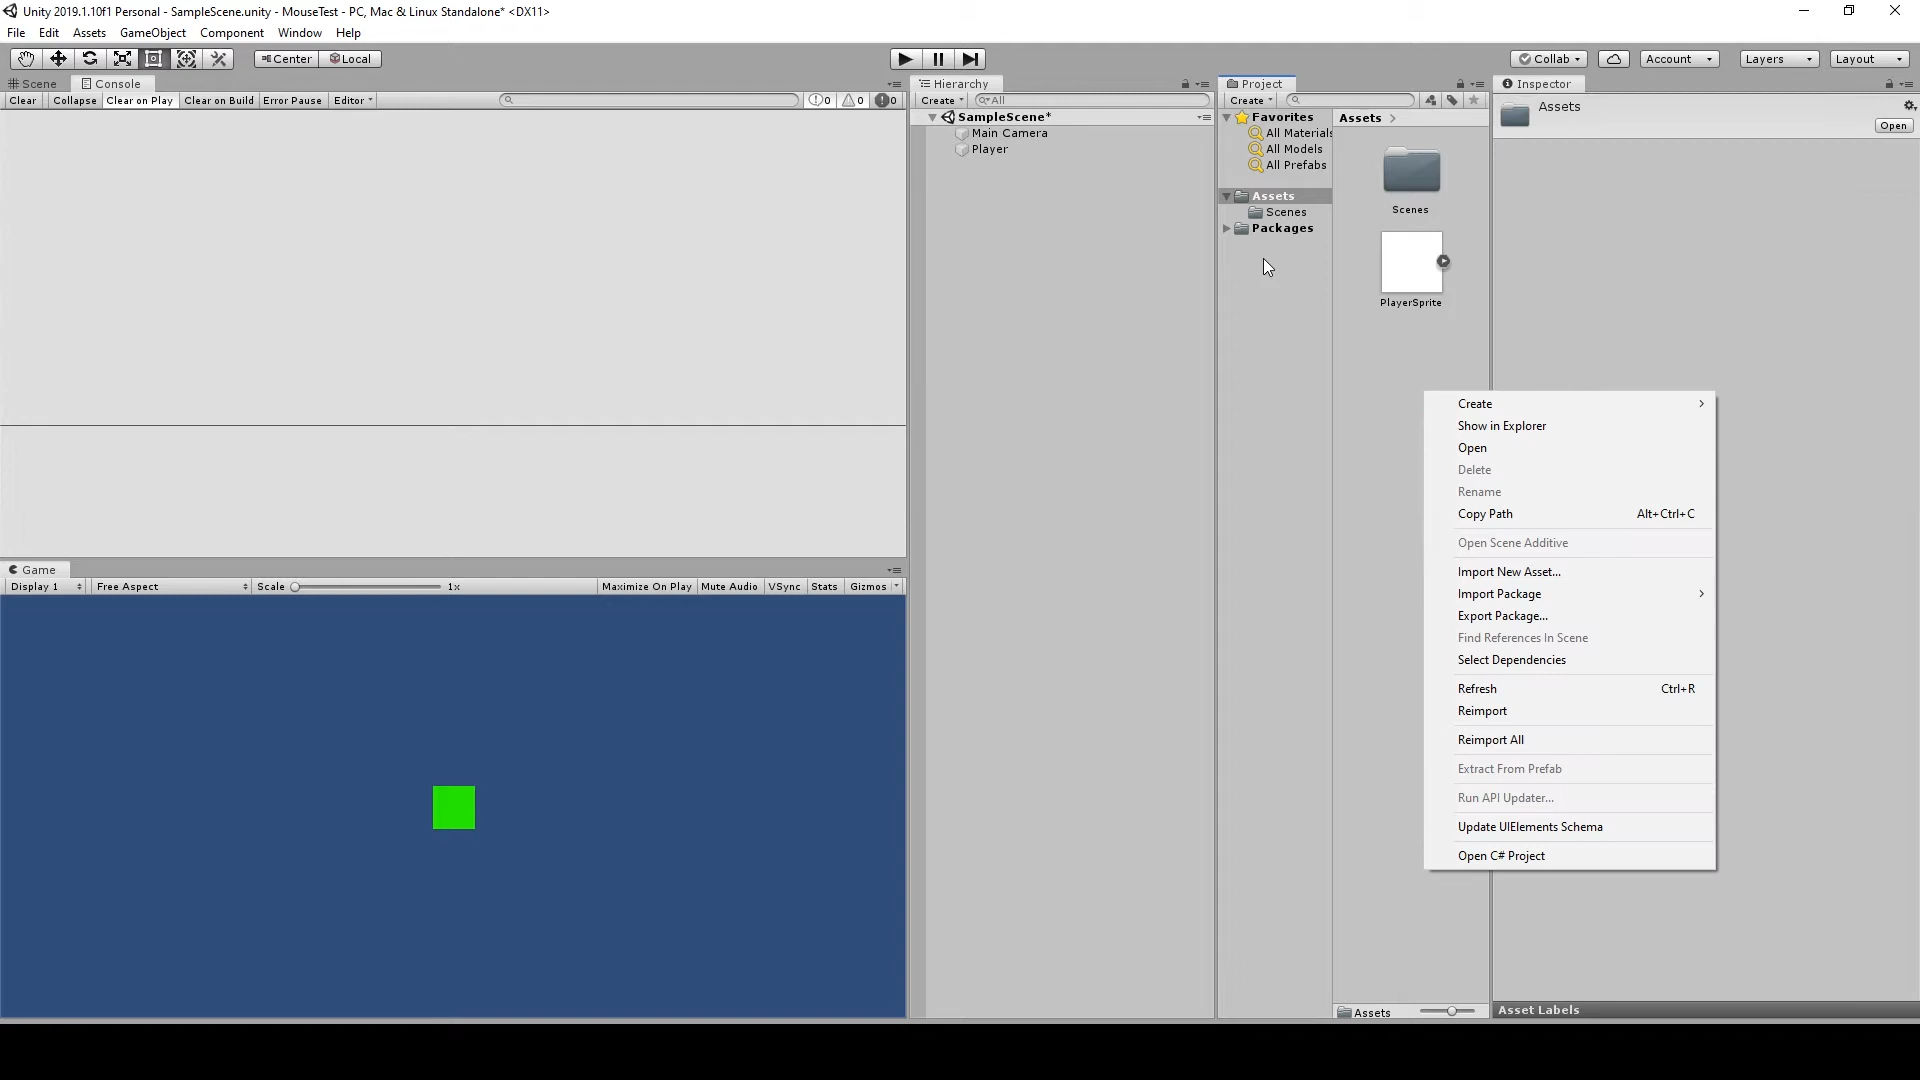 Unity 2019.1.10f1 Personal - SampleScene.unity - MouseTest - PC, Mac & Linux Standalone* <DX11>
File Edit Assets GameObject Component Window Help
Center Local Collab Account Layers Layout
Scene Console
Clear Collapse Clear on Play Clear on Build Error Pause Editor 0 0 0
Hierarchy
Create All
SampleScene*
Main Camera
Player
Project
Create
Favorites
All Materials
All Models
All Prefabs
Assets
Scenes
Packages
Assets
Scenes
PlayerSprite
Assets
Inspector
Assets
Open
Create
Show in Explorer
Open
Delete
Rename
Copy Path Alt+Ctrl+C
Open Scene Additive
Import New Asset...
Import Package
Export Package...
Find References In Scene
Select Dependencies
Refresh Ctrl+R
Reimport
Reimport All
Extract From Prefab
Run API Updater...
Update UIElements Schema
Open C# Project
Asset Labels
Game
Display 1 Free Aspect Scale 1x Maximize On Play Mute Audio VSync Stats Gizmos